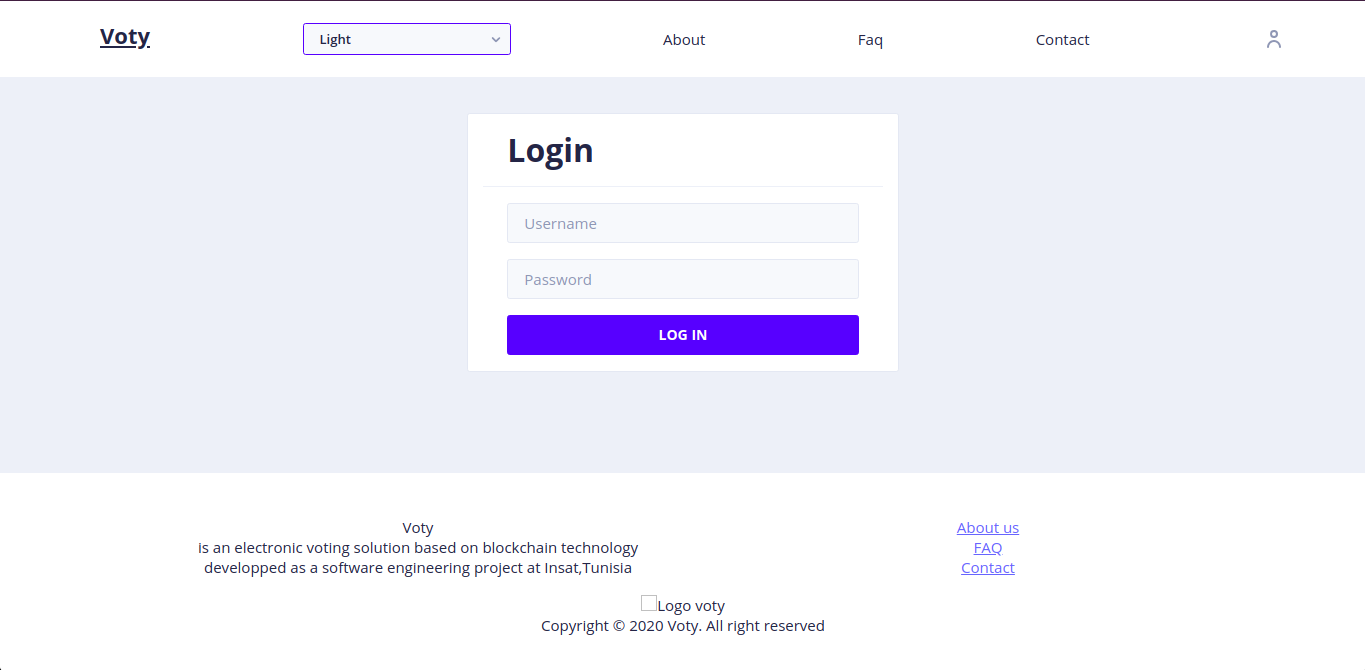 Voty
Light
About
Faq
Contact
Login
Username
Password
LOG IN
Voty
is an electronic voting solution based on blockchain technology
developped as a software engineering project at Insat,Tunisia
About us
FAQ
Contact
Logo voty
Copyright © 2020 Voty. All right reserved